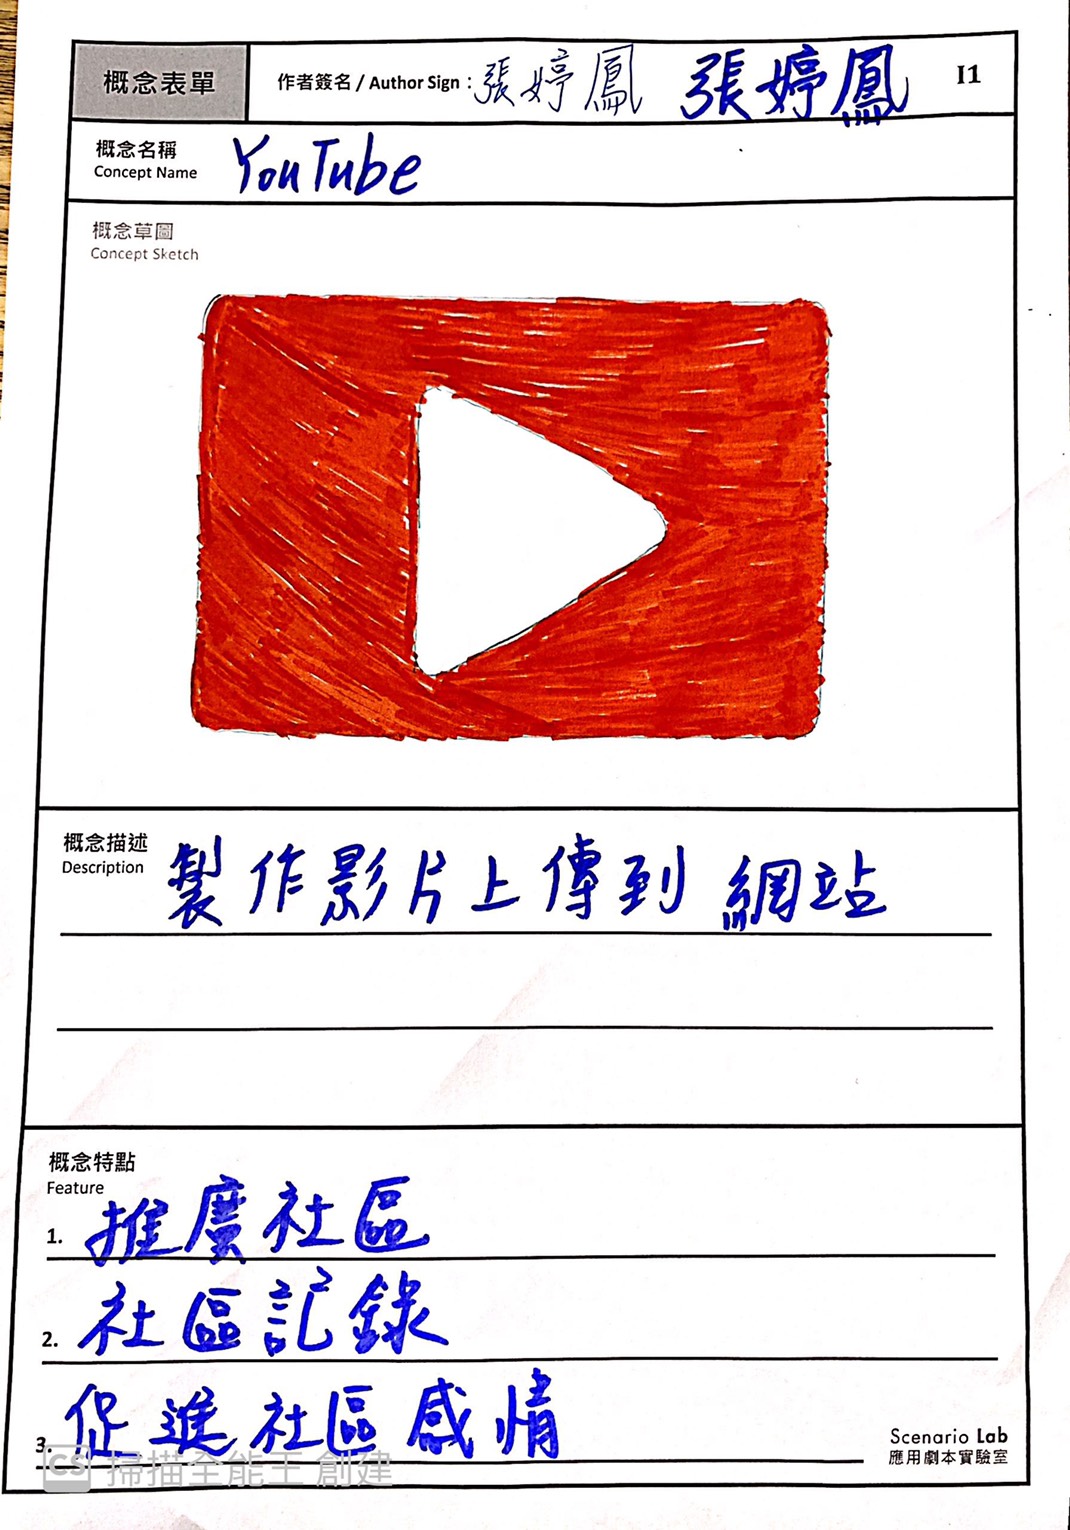 概念表單
作者簽名 / Author Sign：張婷鳳 張婷鳳 I1
概念名稱
Concept Name
YouTube
概念草圖
Concept Sketch
概念描述
Description
製作影片上傳到網站
概念特點
Feature
1. 推廣社區
2. 社區記錄
3. 促進社區感情
Scenario Lab
應用劇本實驗室
CS 掃描全能王 創建